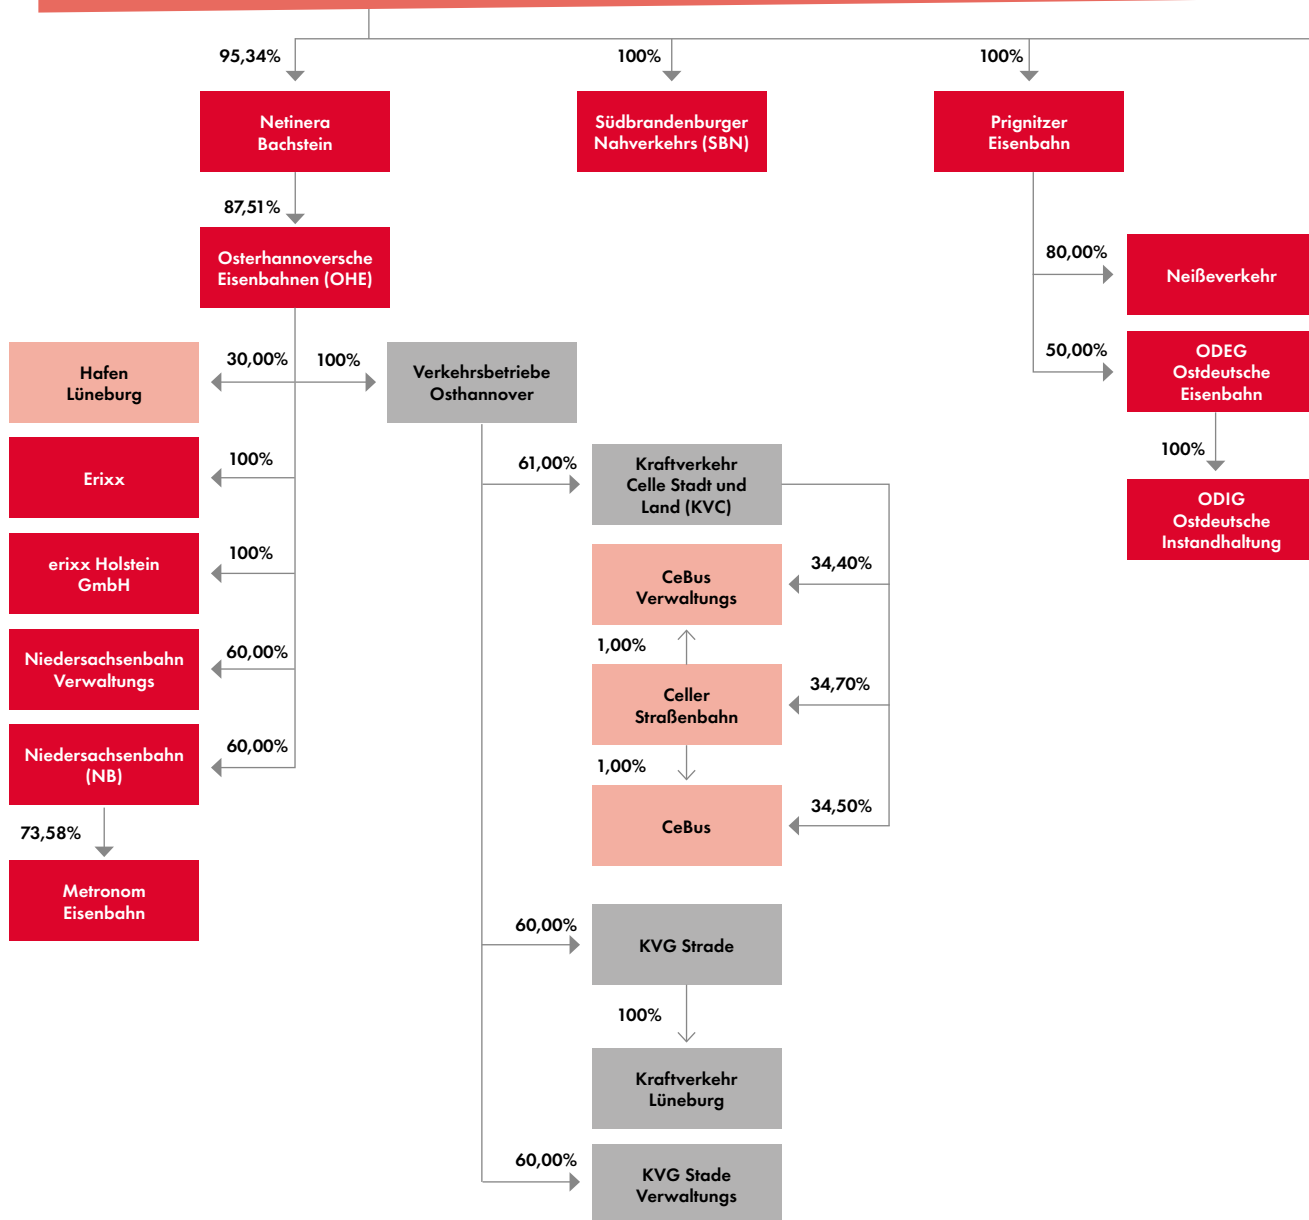 95,34%
100%
100%
Netinera
Bachstein
Südbrandenburger
Nahverkehrs (SBN)
Prignitzer
Eisenbahn
87,51%
Osterhannoversche
Eisenbahnen (OHE)
80,00%
Neißeverkehr
30,00%
100%
50,00%
Hafen
Lüneburg
Verkehrsbetriebe
Osthannover
ODEG
Ostdeutsche
Eisenbahn
100%
Erixx
61,00%
Kraftverkehr
Celle Stadt und
Land (KVC)
100%
ODIG
Ostdeutsche
Instandhaltung
100%
erixx Holstein
GmbH
CeBus
Verwaltungs
34,40%
1,00%
60,00%
Niedersachsenbahn
Verwaltungs
Celler
Straßenbahn
34,70%
60,00%
Niedersachsenbahn
(NB)
1,00%
CeBus
34,50%
73,58%
Metronom
Eisenbahn
60,00%
KVG Strade
100%
Kraftverkehr
Lüneburg
60,00%
KVG Stade
Verwaltungs